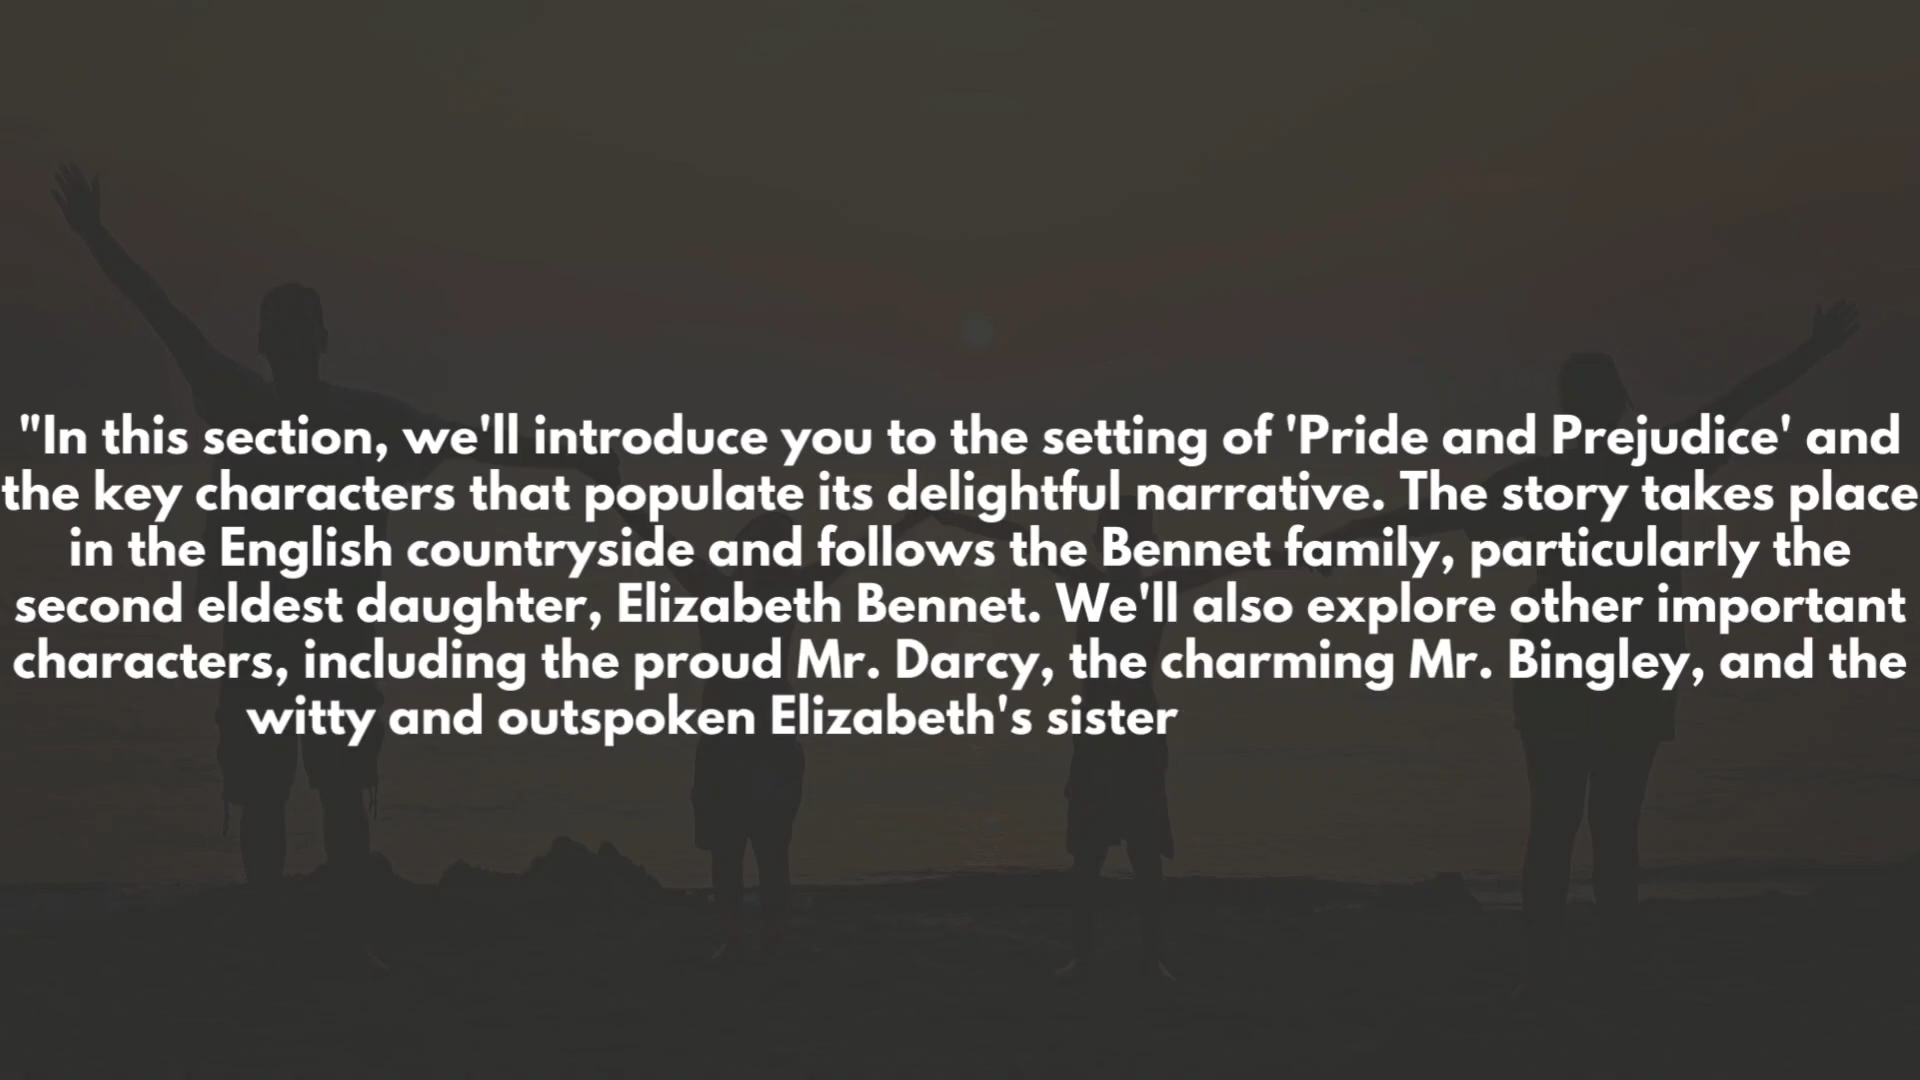 "In this section, we'll introduce you to the setting of 'Pride and Prejudice' and
the key characters that populate its delightful narrative. The story takes place
in the English countryside and follows the Bennet family, particularly the
second eldest daughter, Elizabeth Bennet. We'll also explore other important
characters, including the proud Mr. Darcy, the charming Mr. Bingley, and the
witty and outspoken Elizabeth's sister